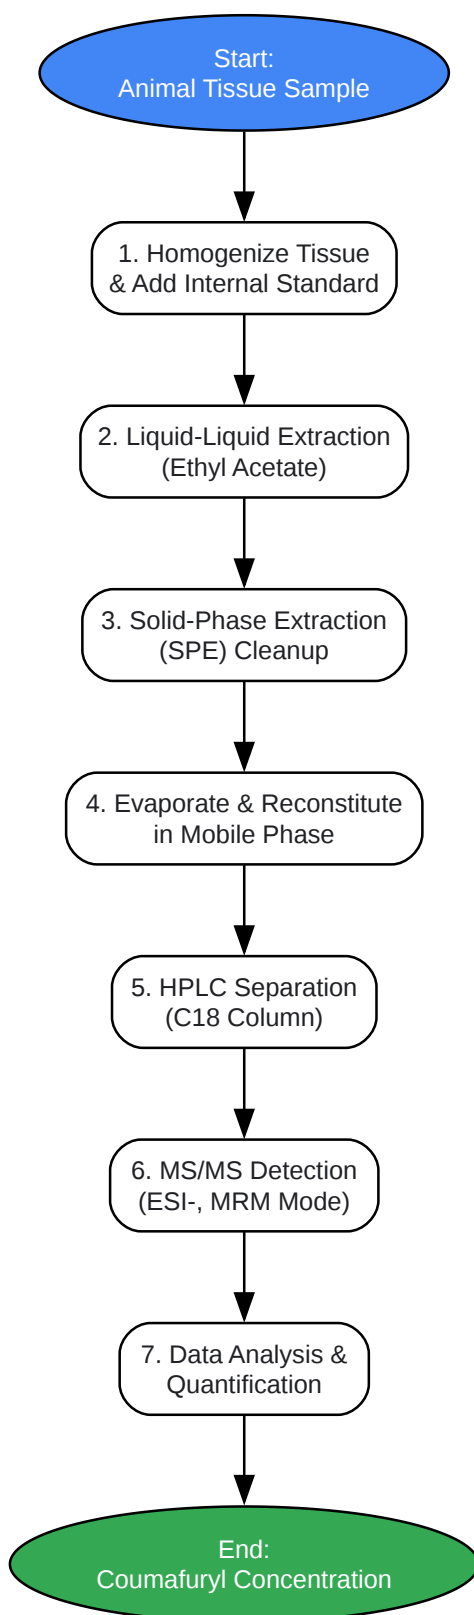 Start:
Animal Tissue Sample
1. Homogenize Tissue
& Add Internal Standard
2. Liquid-Liquid Extraction
(Ethyl Acetate)
3. Solid-Phase Extraction
(SPE) Cleanup
4. Evaporate & Reconstitute
in Mobile Phase
5. HPLC Separation
(C18 Column)
6. MS/MS Detection
(ESI-, MRM Mode)
7. Data Analysis &
Quantification
End:
Coumafuryl Concentration